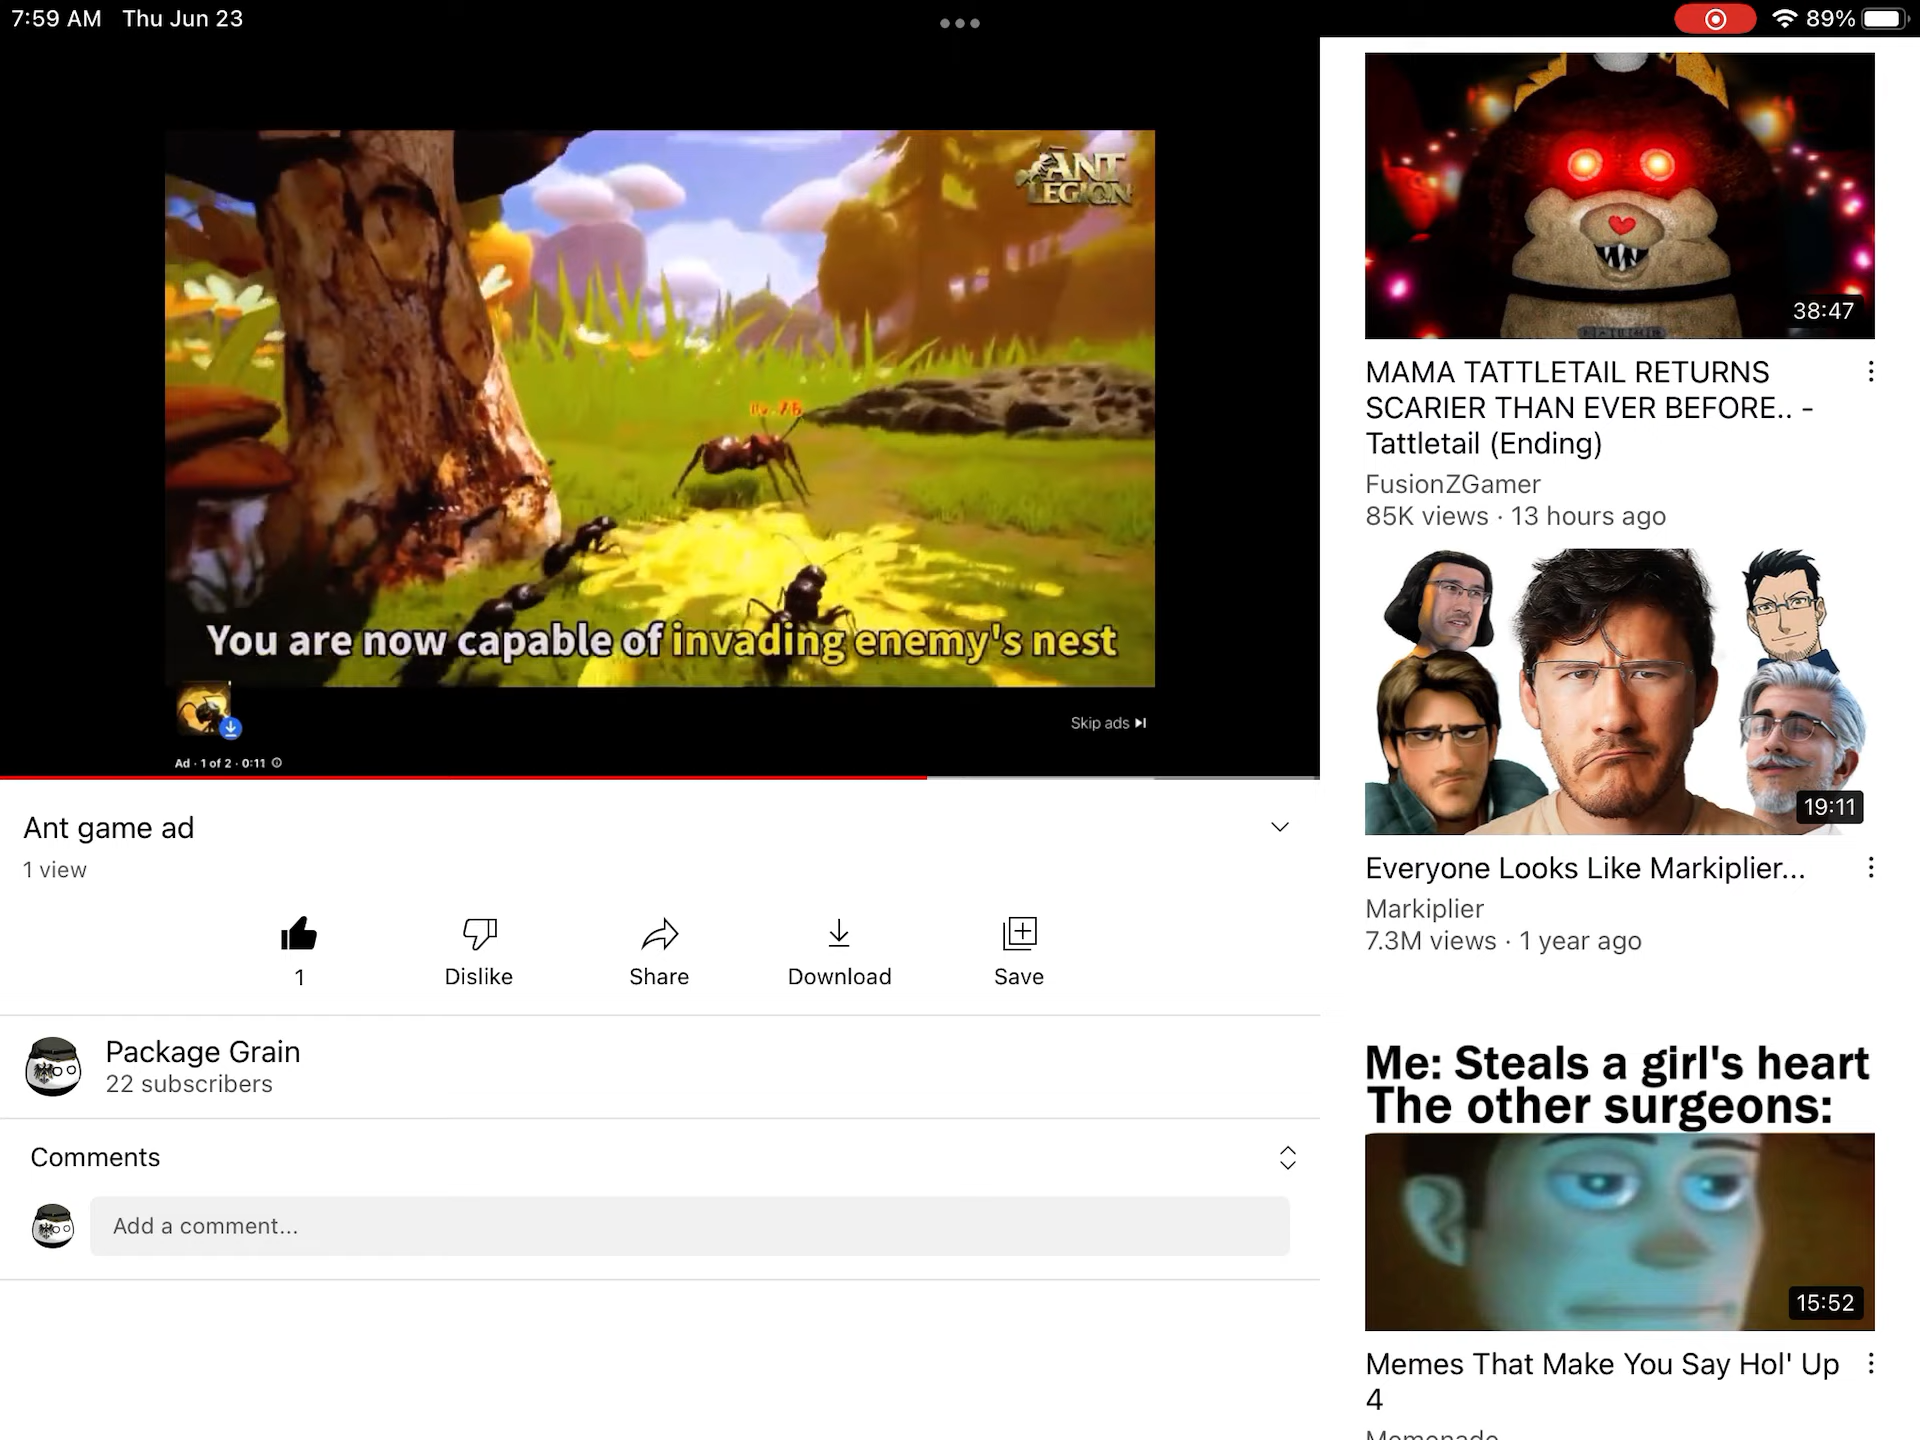 7:59 AM Thu Jun 23
89%
ANT
LEGION
You are now capable of invading enemy's nest
Skip ads
Ad · 1 of 2 · 0:11
Ant game ad
1 view
1
Dislike
Share
Download
Save
Package Grain
22 subscribers
Comments
Add a comment...
38:47
MAMA TATTLETAIL RETURNS
SCARIER THAN EVER BEFORE.. -
Tattletail (Ending)
FusionZGamer
85K views · 13 hours ago
19:11
Everyone Looks Like Markiplier...
Markiplier
7.3M views · 1 year ago
Me: Steals a girl's heart
The other surgeons:
15:52
Memes That Make You Say Hol' Up
4